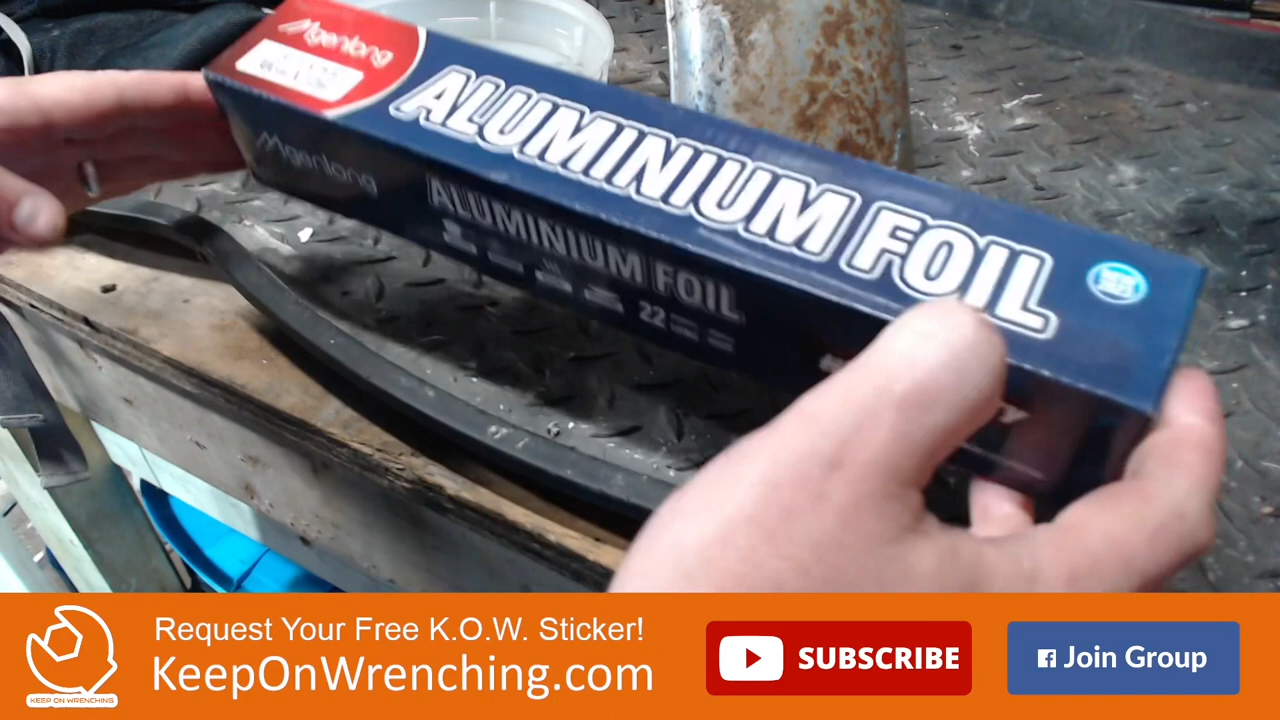 Mgenlong
ALUMINIUM FOIL
Mgenlong
ALUMINIUM FOIL
22
Request Your Free K.O.W. Sticker!
KeepOnWrenching.com
KEEP ON WRENCHING
SUBSCRIBE
Join Group